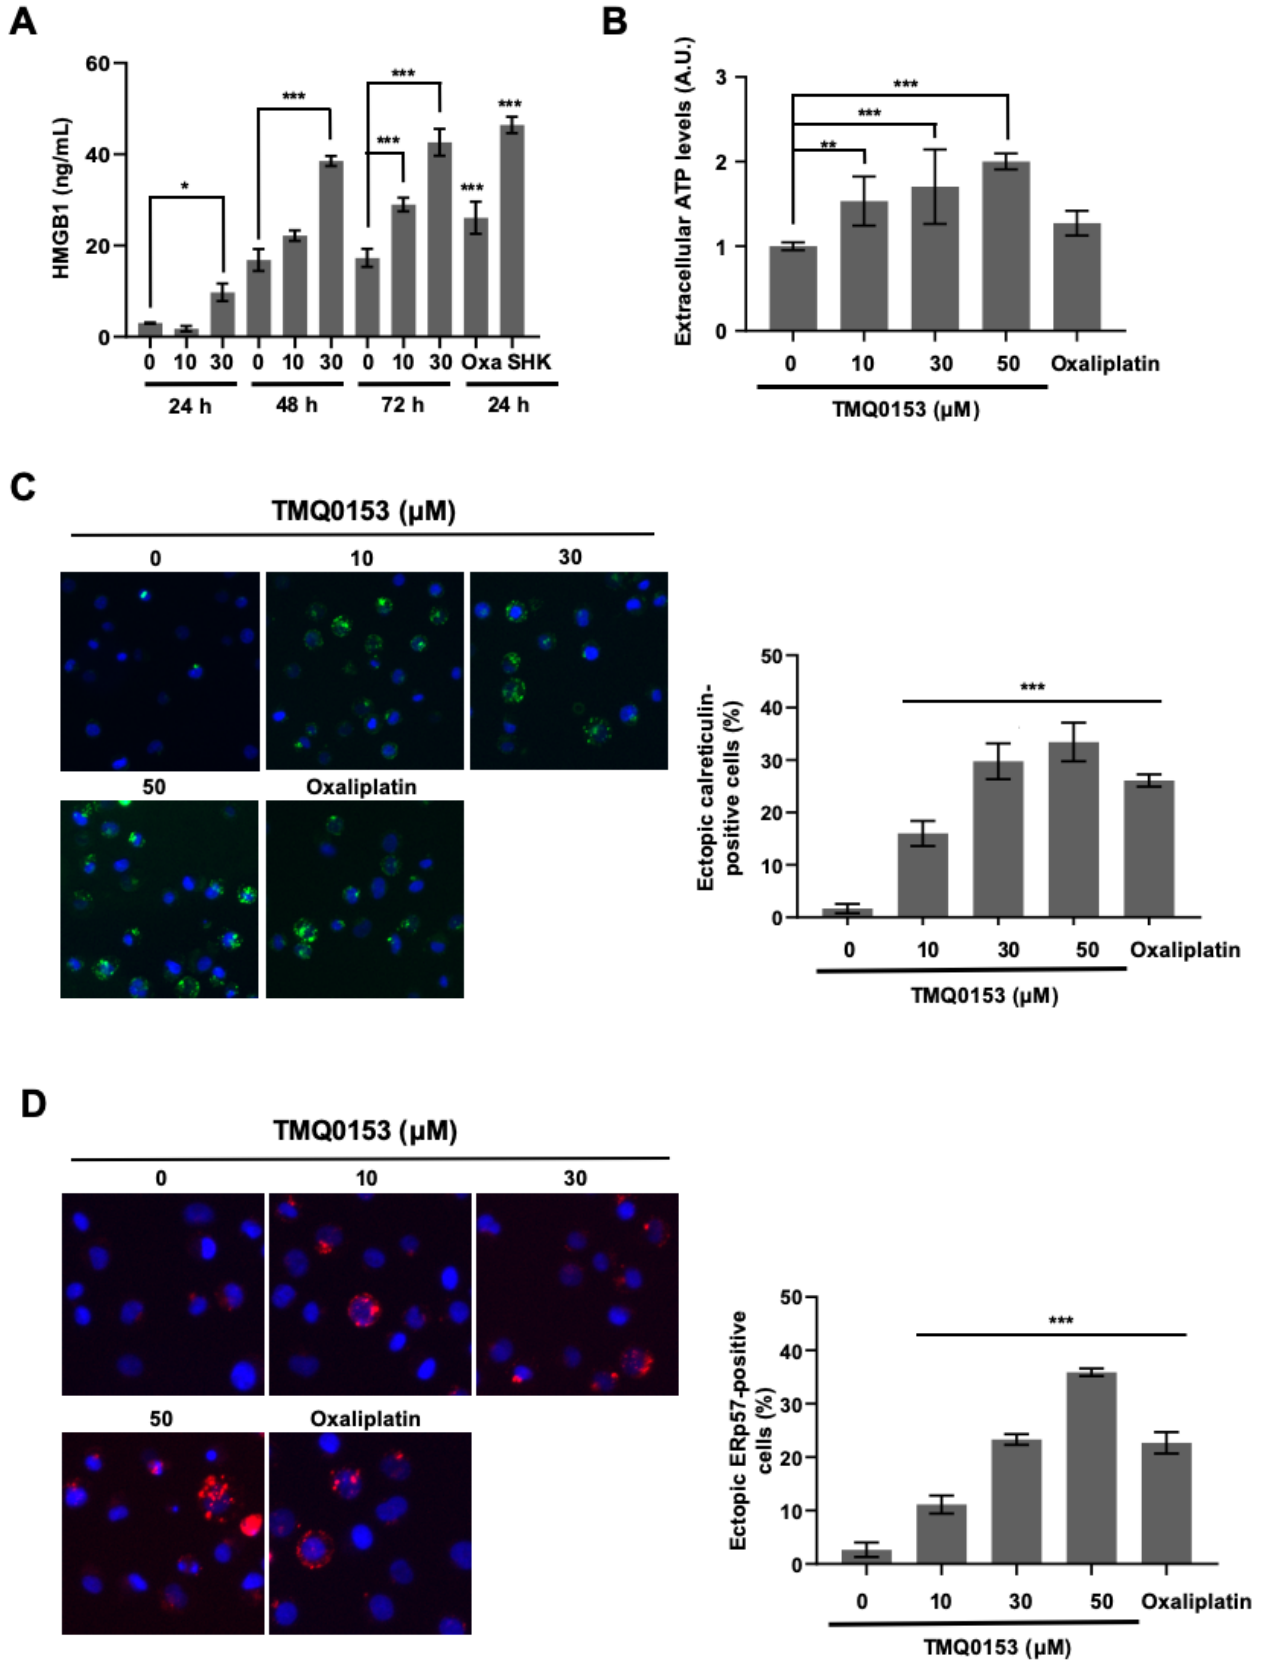 A
60
40
20
0
HMGB1 (ng/mL)
*
***
***
***
***
***
0 10 30 0 10 30 0 10 30 Oxa SHK
24 h 48 h 72 h 24 h
B
3
2
1
0
Extracellular ATP levels (A.U.)
***
***
**
0 10 30 50 Oxaliplatin
TMQ0153 (µM)
C
TMQ0153 (µM)
0 10 30
50 Oxaliplatin
50
40
30
20
10
0
Ectopic calreticulin-
positive cells (%)
***
0 10 30 50 Oxaliplatin
TMQ0153 (µM)
D
TMQ0153 (µM)
0 10 30
50 Oxaliplatin
50
40
30
20
10
0
Ectopic ERp57-positive
cells (%)
***
0 10 30 50 Oxaliplatin
TMQ0153 (µM)